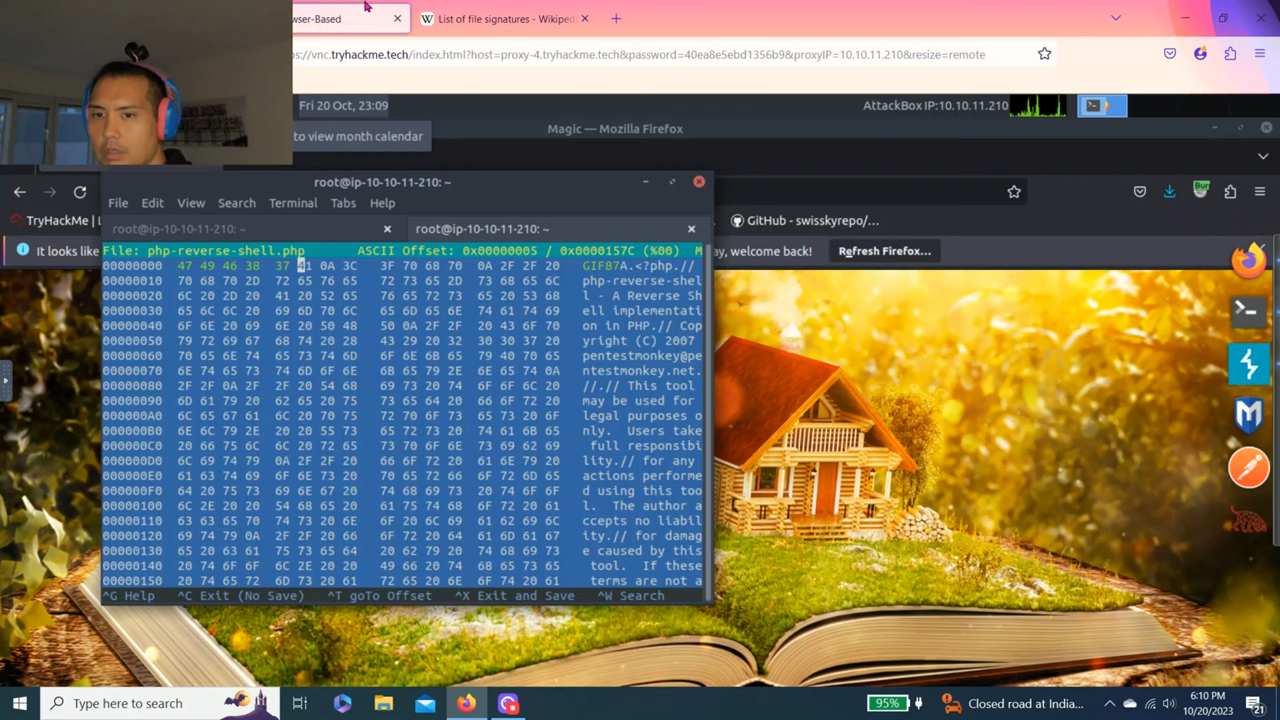 wser-Based
List of file signatures - Wikiped
s://vnc.tryhackme.tech/index.html?host=proxy-4.tryhackme.tech&password=40ea8e5ebd1356b9&proxyIP=10.10.11.210&resize=remote
Fri 20 Oct, 23:09
AttackBox IP:10.10.11.210
to view month calendar
Magic — Mozilla Firefox
root@ip-10-10-11-210: ~
File Edit View Search Terminal Tabs Help
TryHackMe | L
GitHub - swisskyrepo/…
root@ip-10-10-11-210: ~
root@ip-10-10-11-210: ~
It looks like
ay, welcome back!
Refresh Firefox…
File: php-reverse-shell.php ASCII Offset: 0x00000005 / 0x0000157C (%00) M
00000000 47 49 46 38 37 41 0A 3C 3F 70 68 70 0A 2F 2F 20 GIF87A.<?php.//
00000010 70 68 70 2D 72 65 76 65 72 73 65 2D 73 68 65 6C php-reverse-shel
00000020 6C 20 2D 20 41 20 52 65 76 65 72 73 65 20 53 68 l - A Reverse Sh
00000030 65 6C 6C 20 69 6D 70 6C 65 6D 65 6E 74 61 74 69 ell implementati
00000040 6F 6E 20 69 6E 20 50 48 50 0A 2F 2F 20 43 6F 70 on in PHP.// Cop
00000050 79 72 69 67 68 74 20 28 43 29 20 32 30 30 37 20 yright (C) 2007
00000060 70 65 6E 74 65 73 74 6D 6F 6E 6B 65 79 40 70 65 pentestmonkey@pe
00000070 6E 74 65 73 74 6D 6F 6E 6B 65 79 2E 6E 65 74 0A ntestmonkey.net.
00000080 2F 2F 0A 2F 2F 20 54 68 69 73 20 74 6F 6F 6C 20 //.// This tool
00000090 6D 61 79 20 62 65 20 75 73 65 64 20 66 6F 72 20 may be used for
000000A0 6C 65 67 61 6C 20 70 75 72 70 6F 73 65 73 20 6F legal purposes o
000000B0 6E 6C 79 2E 20 20 55 73 65 72 73 20 74 61 6B 65 nly. Users take
000000C0 20 66 75 6C 6C 20 72 65 73 70 6F 6E 73 69 62 69 full responsibi
000000D0 6C 69 74 79 0A 2F 2F 20 66 6F 72 20 61 6E 79 20 lity.// for any
000000E0 61 63 74 69 6F 6E 73 20 70 65 72 66 6F 72 6D 65 actions performe
000000F0 64 20 75 73 69 6E 67 20 74 68 69 73 20 74 6F 6F d using this too
00000100 6C 2E 20 20 54 68 65 20 61 75 74 68 6F 72 20 61 l. The author a
00000110 63 63 65 70 74 73 20 6E 6F 20 6C 69 61 62 69 6C ccepts no liabil
00000120 69 74 79 0A 2F 2F 20 66 6F 72 20 64 61 6D 61 67 ity.// for damag
00000130 65 20 63 61 75 73 65 64 20 62 79 20 74 68 69 73 e caused by this
00000140 20 74 6F 6F 6C 2E 20 20 49 66 20 74 68 65 73 65 tool. If these
00000150 20 74 65 72 6D 73 20 61 72 65 20 6E 6F 74 20 61 terms are not a
^G Help ^C Exit (No Save) ^T goTo Offset ^X Exit and Save ^W Search
Type here to search
95%
Closed road at India...
6:10 PM
10/20/2023
21